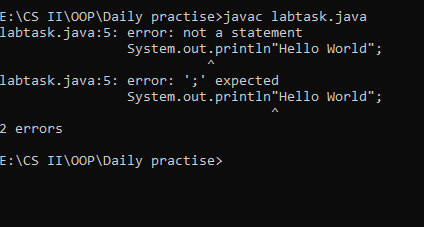 E:\CS II\OOP\Daily practise>javac labtask.java
labtask.java:5: error: not a statement
                System.out.println"Hello World";
                          ^
labtask.java:5: error: ';' expected
                System.out.println"Hello World";
                                  ^
2 errors
E:\CS II\OOP\Daily practise>